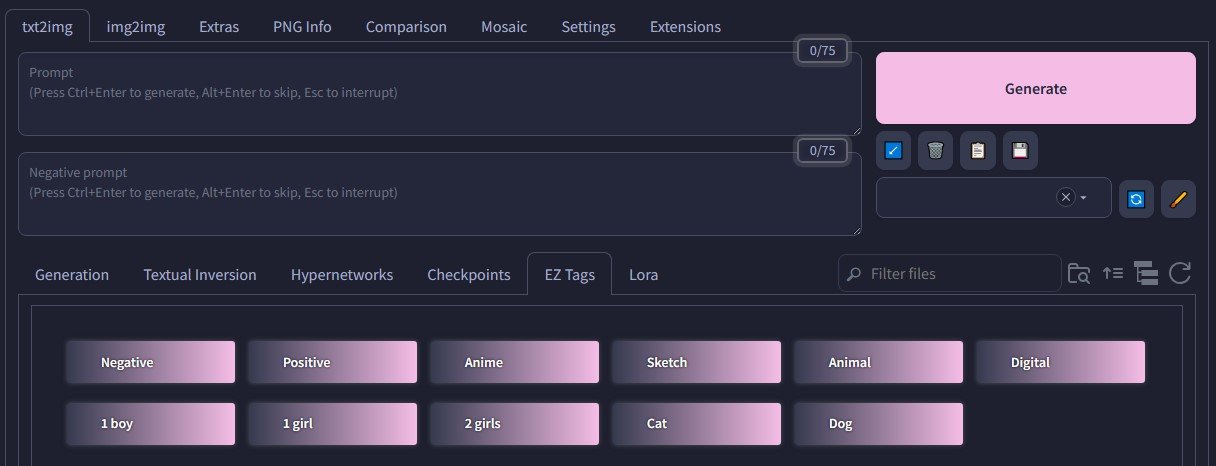 txt2img img2img Extras PNG Info Comparison Mosaic Settings Extensions
0/75
Prompt
(Press Ctrl+Enter to generate, Alt+Enter to skip, Esc to interrupt)
Generate
0/75
Negative prompt
(Press Ctrl+Enter to generate, Alt+Enter to skip, Esc to interrupt)
Generation Textual Inversion Hypernetworks Checkpoints EZ Tags Lora Filter files
Negative Positive Anime Sketch Animal Digital
1 boy 1 girl 2 girls Cat Dog